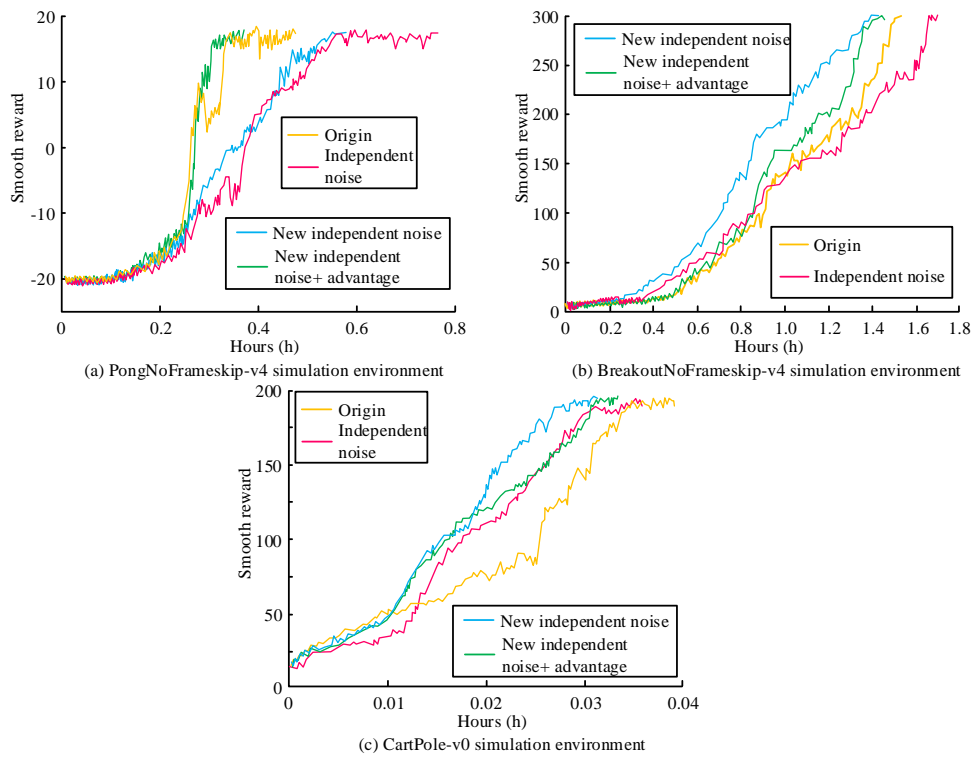 20
10
0
-10
-20
Smooth reward
0
0.2
0.4
0.6
0.8
Hours (h)
Origin
Independent
noise
New independent noise
New independent
noise+ advantage
(a) PongNoFrameskip-v4 simulation environment
300
250
200
150
100
50
0
Smooth reward
0
0.2
0.4
0.6
0.8
1.0
1.2
1.4
1.6
1.8
Hours (h)
New independent noise
New independent
noise+ advantage
Origin
Independent noise
(b) BreakoutNoFrameskip-v4 simulation environment
200
150
100
50
0
Smooth reward
0
0.01
0.02
0.03
0.04
Hours (h)
Origin
Independent
noise
New independent noise
New independent
noise+ advantage
(c) CartPole-v0 simulation environment